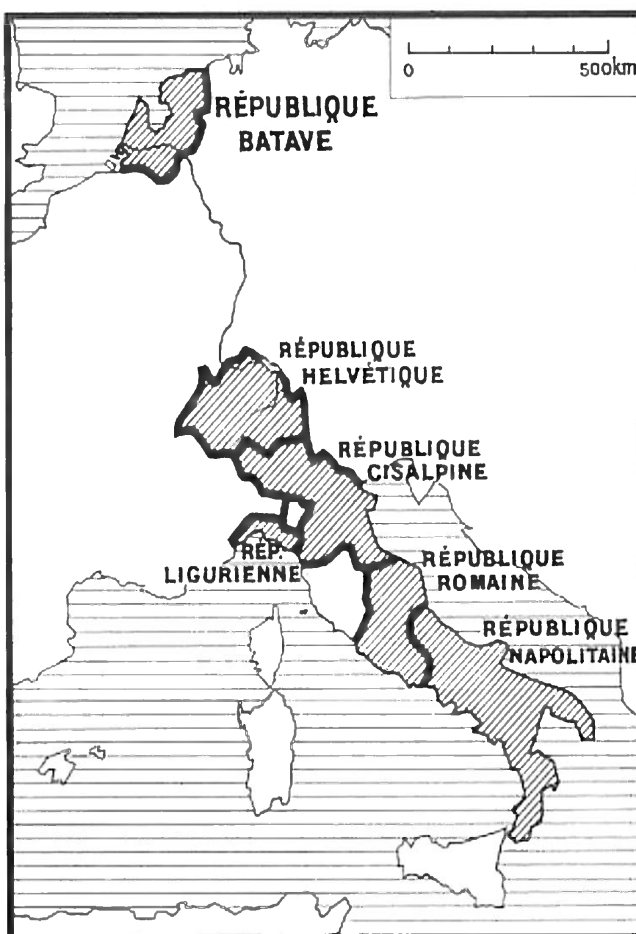 0 500km
RÉPUBLIQUE
BATAVE
RÉPUBLIQUE
HELVÉTIQUE
RÉPUBLIQUE
CISALPINE
RÉP.
LIGURIENNE
RÉPUBLIQUE
ROMAINE
RÉPUBLIQUE
NAPOLITAINE